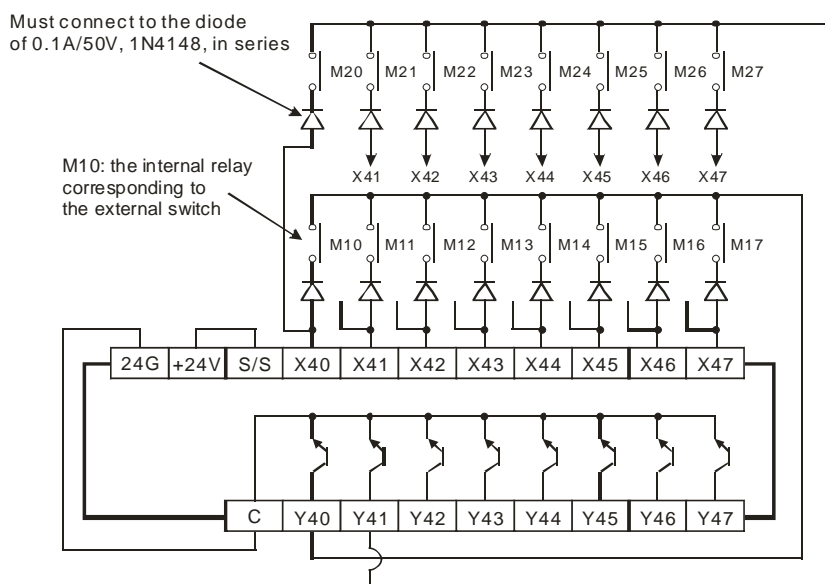 Must connect to the diode
of 0.1A/50V, 1N4148, in series
M20 M21 M22 M23 M24 M25 M26 M27
X41 X42 X43 X44 X45 X46 X47
M10: the internal relay
corresponding to
the external switch
M10 M11 M12 M13 M14 M15 M16 M17
24G +24V S/S X40 X41 X42 X43 X44 X45 X46 X47
C Y40 Y41 Y42 Y43 Y44 Y45 Y46 Y47